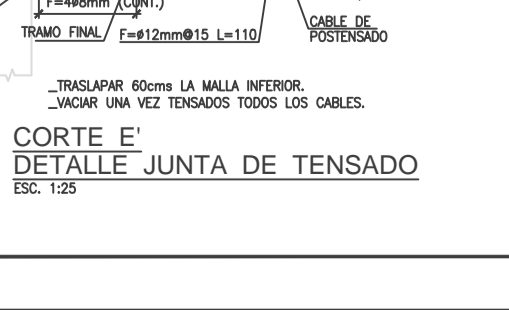 F=4ø8mm (CONT.)
TRAMO FINAL
F=ø12mm@15 L=110
CABLE DE
POSTENSADO
_TRASLAPAR 60cms LA MALLA INFERIOR.
_VACIAR UNA VEZ TENSADOS TODOS LOS CABLES.
CORTE E'
DETALLE JUNTA DE TENSADO
ESC. 1:25